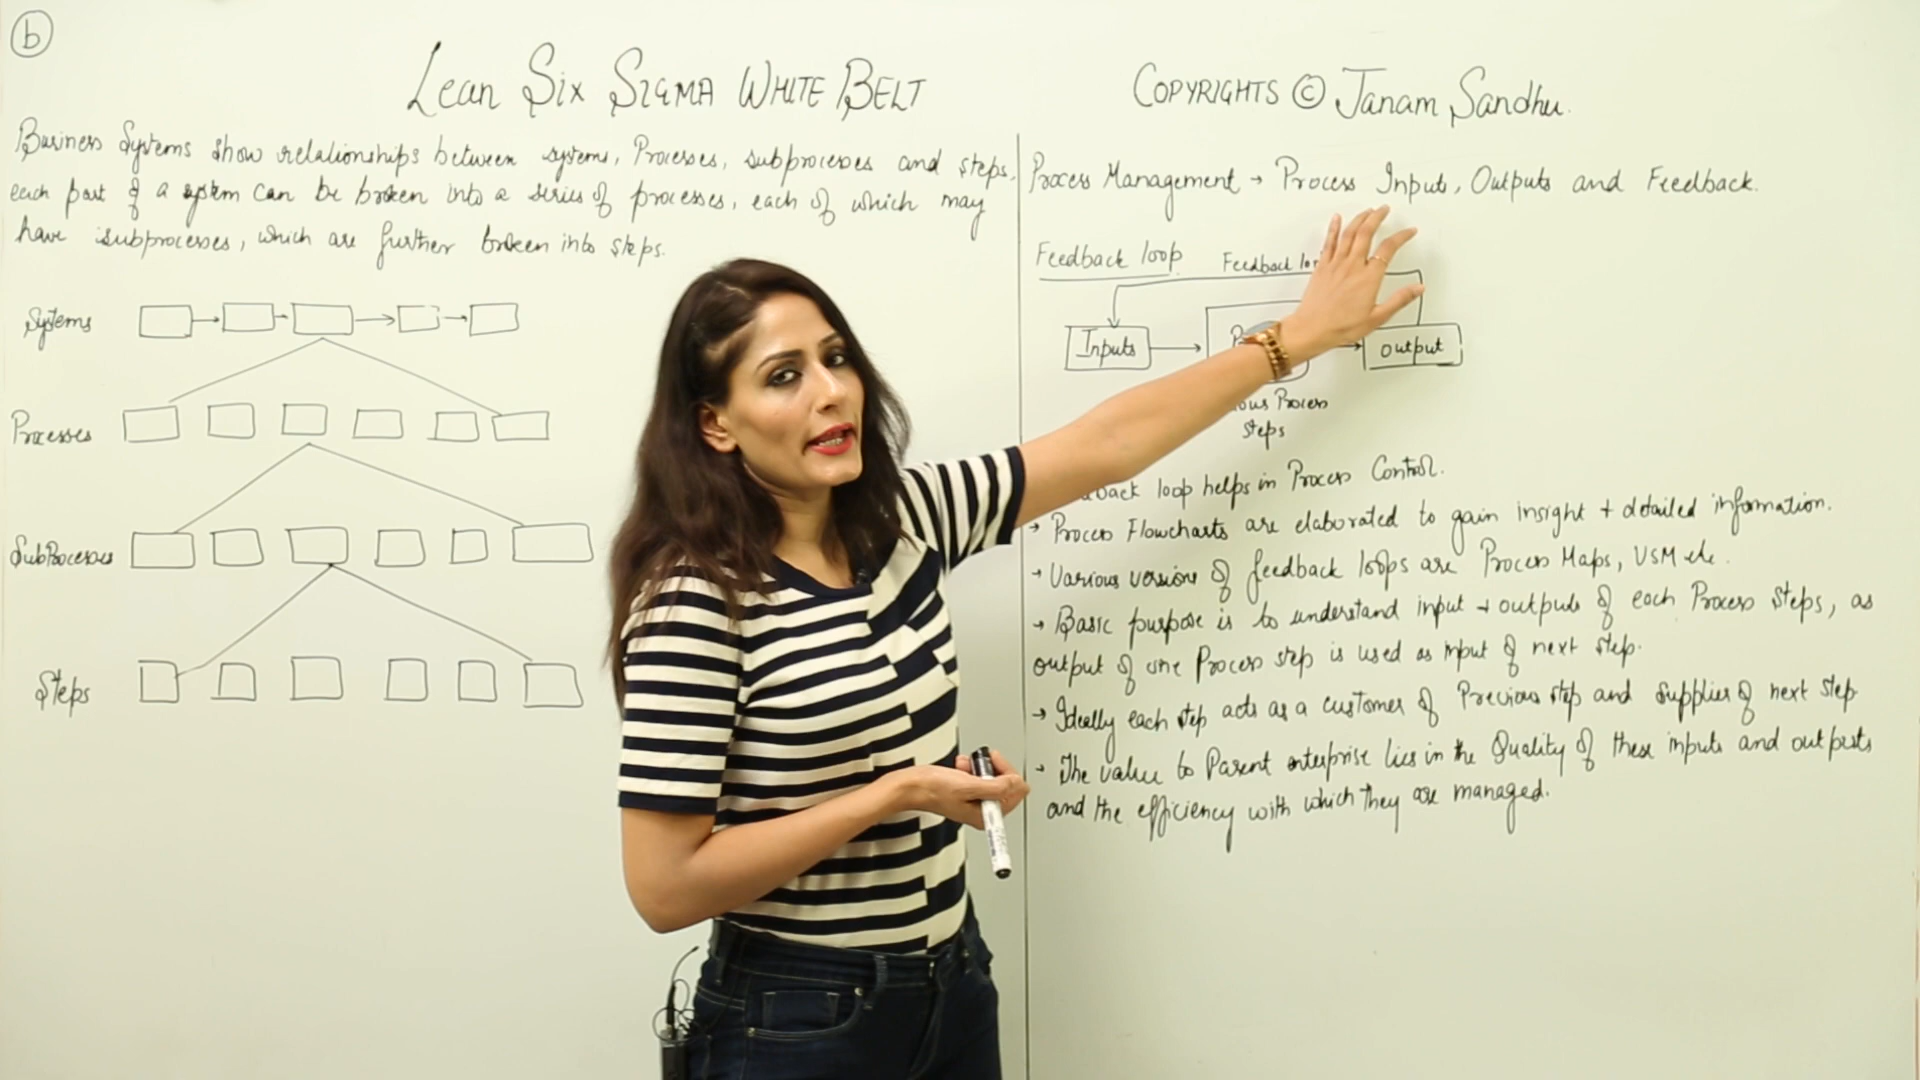 b
Lean Six Sigma White Belt
Copyrights © Janam Sandhu.
Business Systems show relationships between systems, Processes, subprocesses and steps.
each part of a system can be broken into a series of processes, each of which may
have subprocesses, which are further broken into steps.
Systems
Processes
SubProcesses
Steps
Process Management → Process Inputs, Outputs and Feedback.
Feedback loop
Feedback
Inputs
output
Process
steps
loop helps in Process Control.
→ Process Flowcharts are elaborated to gain insight + detailed information.
→ Various versions of feedback loops are Process Maps, VSM etc.
→ Basic purpose is to understand input + outputs of each Process Steps, as
output of one Process step is used as input of next step.
→ Ideally each step acts as a customer of Previous step and supplier of next step
→ The value to Parent enterprise lies in the Quality of these inputs and outputs
and the efficiency with which they are managed.